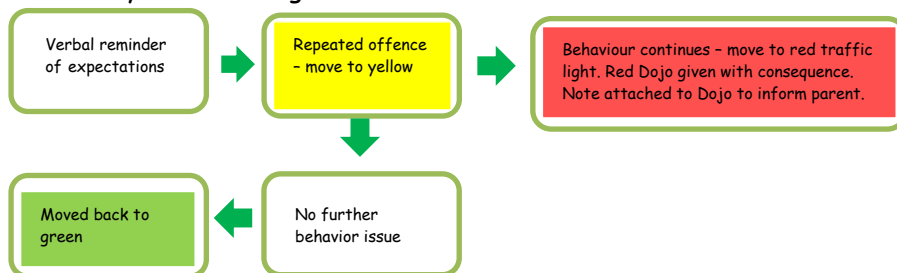 Verbal reminder
of expectations
Repeated offence
– move to yellow
Behaviour continues – move to red traffic
light. Red Dojo given with consequence.
Note attached to Dojo to inform parent.
Moved back to
green
No further
behavior issue